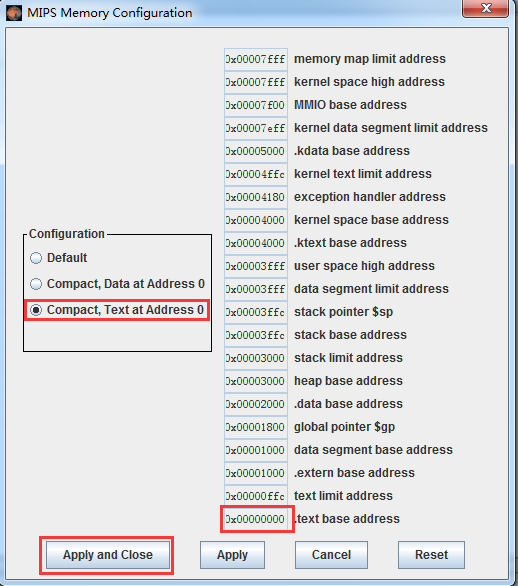 MIPS Memory Configuration
0x00007fff memory map limit address
0x00007fff kernel space high address
0x00007f00 MMIO base address
0x00007eff kernel data segment limit address
0x00005000 .kdata base address
0x00004ffc kernel text limit address
0x00004180 exception handler address
0x00004000 kernel space base address
0x00004000 .ktext base address
0x00003fff user space high address
0x00003fff data segment limit address
0x00003ffc stack pointer $sp
0x00003ffc stack base address
0x00003000 stack limit address
0x00003000 heap base address
0x00002000 .data base address
0x00001800 global pointer $gp
0x00001000 data segment base address
0x00001000 .extern base address
0x00000ffc text limit address
0x00000000 .text base address
Configuration
Default
Compact, Data at Address 0
Compact, Text at Address 0
Apply and Close Apply Cancel Reset